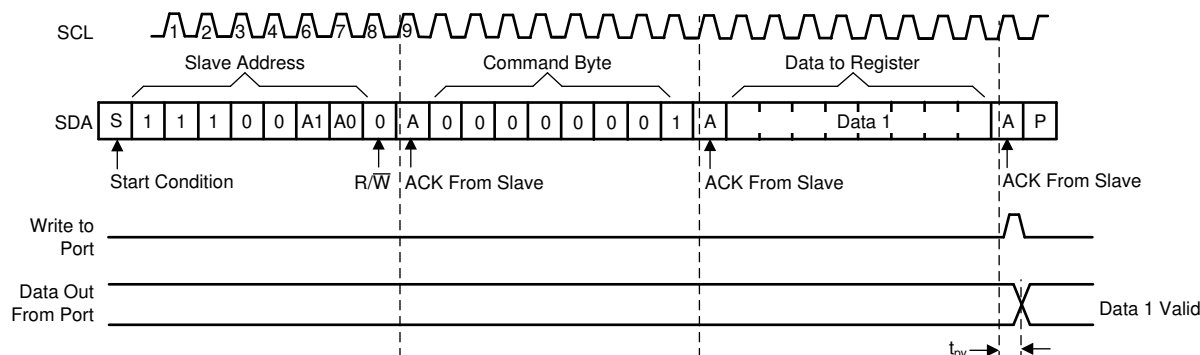 SCL 1 2 3 4 6 7 8 9
Slave Address Command Byte Data to Register
SDA S 1 1 1 0 0 A1 A0 0 A 0 0 0 0 0 0 0 1 A Data 1 A P
Start Condition R/W̅ ACK From Slave ACK From Slave ACK From Slave
Write to
Port
Data Out
From Port
Data 1 Valid
tpv